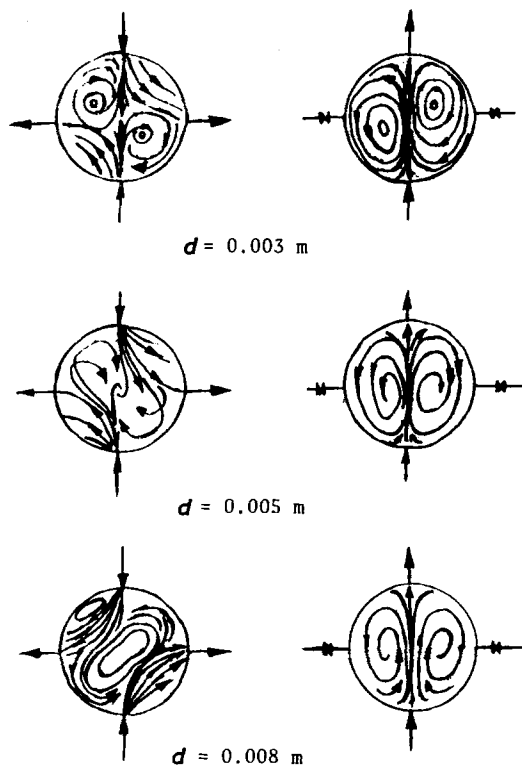 d = 0.003 m
d = 0.005 m
d = 0.008 m